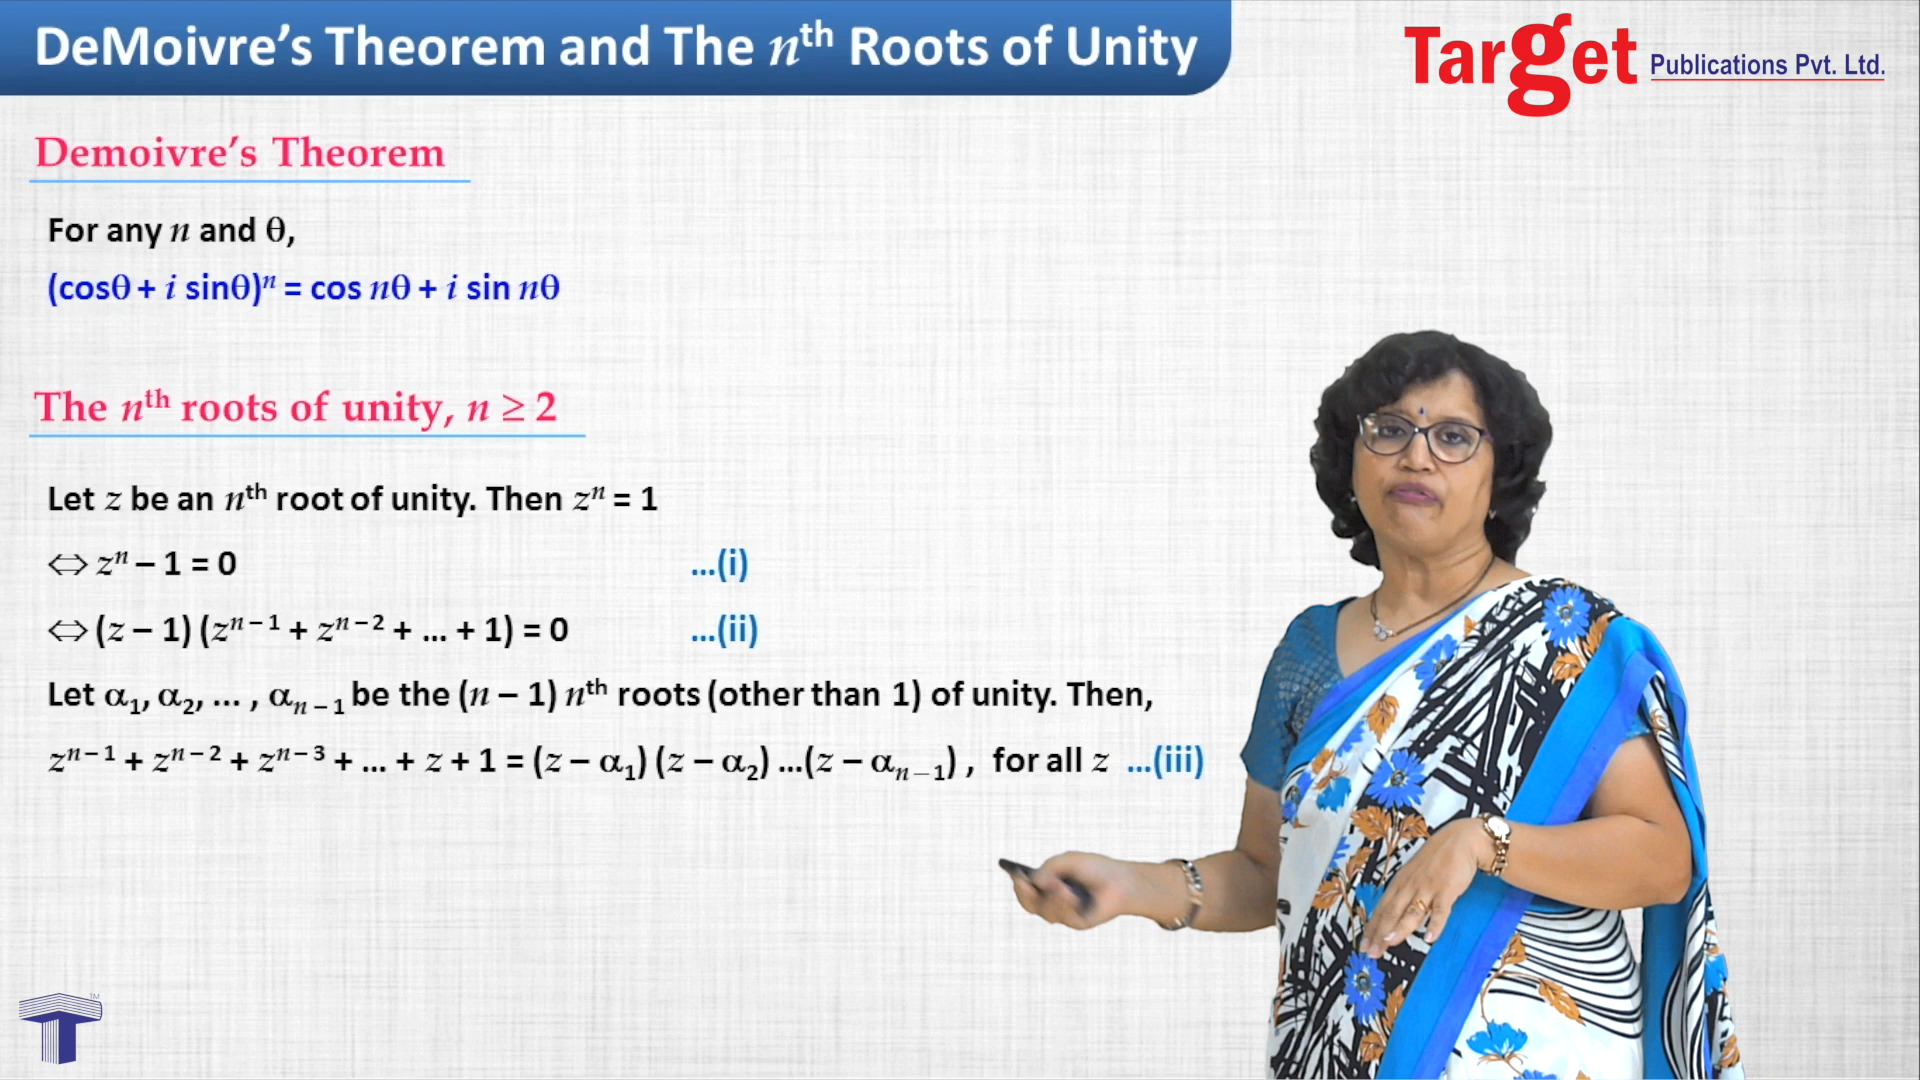 DeMoivre’s Theorem and The nᵗʰ Roots of Unity
Target Publications Pvt. Ltd.
Demoivre’s Theorem
For any n and θ,
(cosθ + i sinθ)ⁿ = cos nθ + i sin nθ
The nᵗʰ roots of unity, n ≥ 2
Let z be an nᵗʰ root of unity. Then zⁿ = 1
⇔ zⁿ – 1 = 0 ...(i)
⇔ (z – 1) (zⁿ⁻¹ + zⁿ⁻² + ... + 1) = 0 ...(ii)
Let α₁, α₂, ... , αₙ₋₁ be the (n – 1) nᵗʰ roots (other than 1) of unity. Then,
zⁿ⁻¹ + zⁿ⁻² + zⁿ⁻³ + ... + z + 1 = (z – α₁) (z – α₂) ...(z – αₙ₋₁) , for all z ...(iii)
T
TM